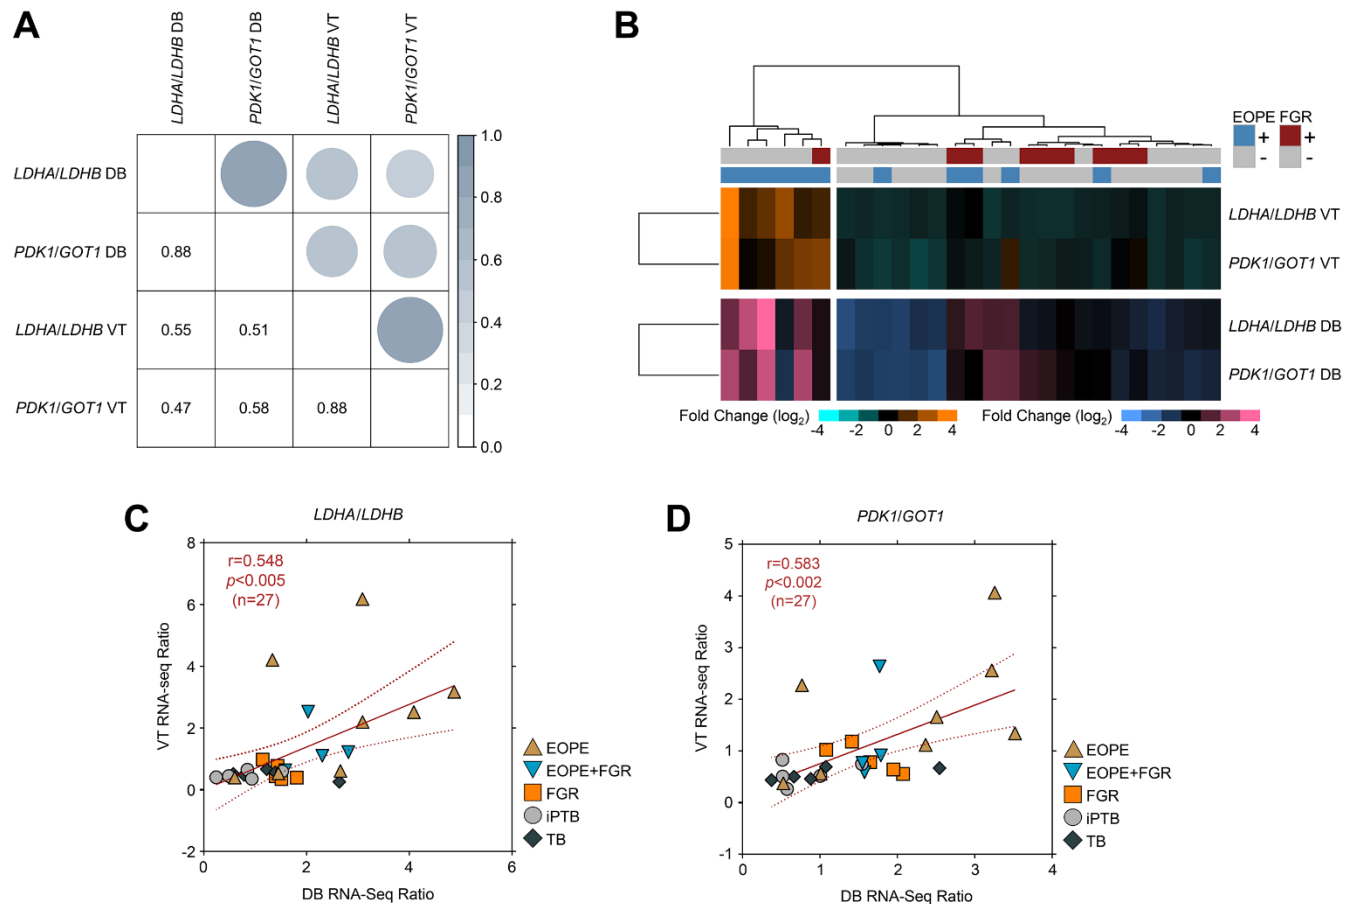 A
LDHA/LDHB DB
PDK1/GOT1 DB
LDHA/LDHB VT
PDK1/GOT1 VT
LDHA/LDHB DB
PDK1/GOT1 DB
0.88
LDHA/LDHB VT
0.55 0.51
PDK1/GOT1 VT
0.47 0.58 0.88
1.0
0.8
0.6
0.4
0.2
0.0
B
EOPE FGR
+ +
- -
LDHA/LDHB VT
PDK1/GOT1 VT
LDHA/LDHB DB
PDK1/GOT1 DB
Fold Change (log2)
-4 -2 0 2 4
Fold Change (log2)
-4 -2 0 2 4
C
LDHA/LDHB
r=0.548
p<0.005
(n=27)
VT RNA-seq Ratio
8
6
4
2
0
-2
0 2 4 6
DB RNA-Seq Ratio
EOPE
EOPE+FGR
FGR
iPTB
TB
D
PDK1/GOT1
r=0.583
p<0.002
(n=27)
VT RNA-seq Ratio
5
4
3
2
1
0
-1
0 1 2 3 4
DB RNA-Seq Ratio
EOPE
EOPE+FGR
FGR
iPTB
TB